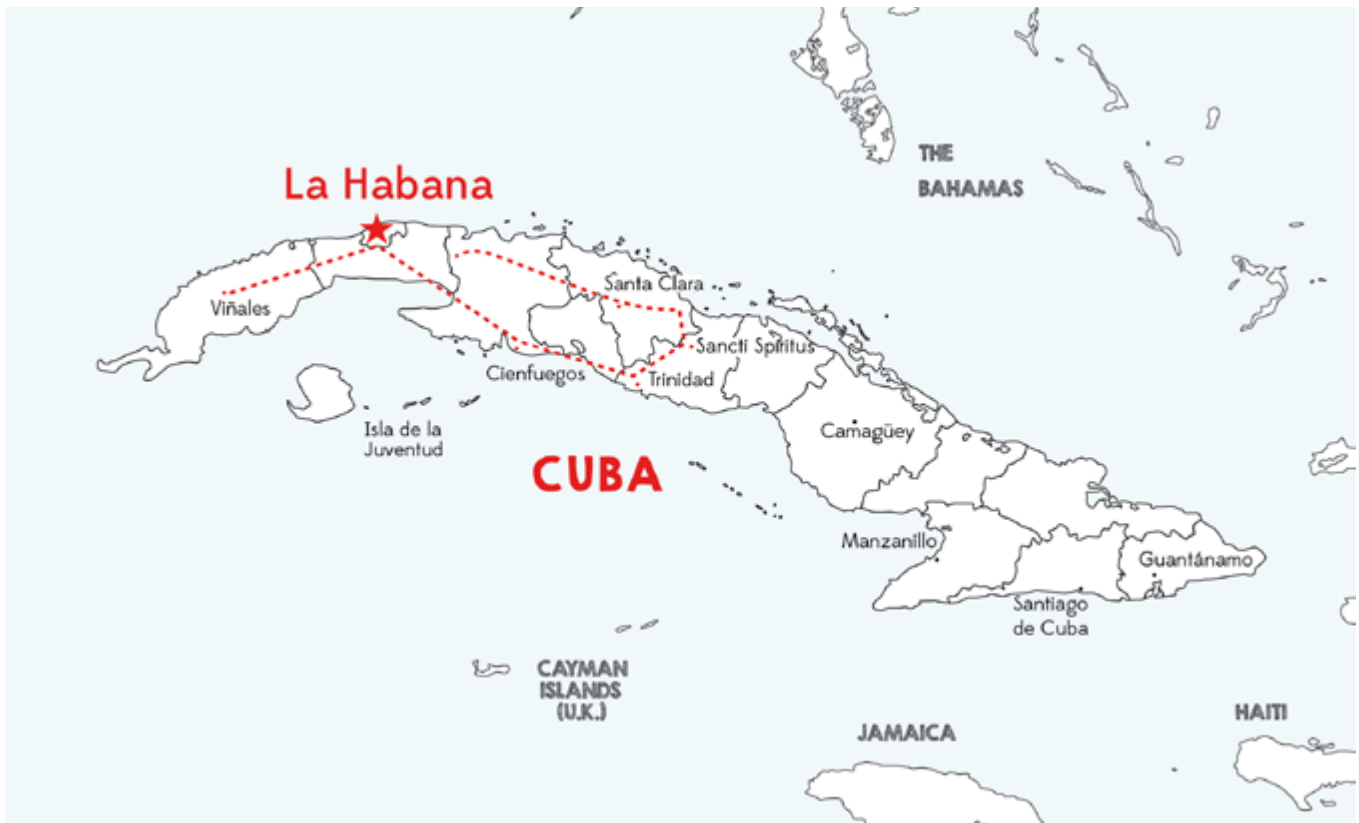 THE
BAHAMAS
La Habana
Santa Clara
Viñales
Sancti Spíritus
Cienfuegos
Trinidad
Isla de la
Juventud
Camagüey
CUBA
Manzanillo
Guantánamo
Santiago
de Cuba
CAYMAN
ISLANDS
(U.K.)
JAMAICA
HAITI